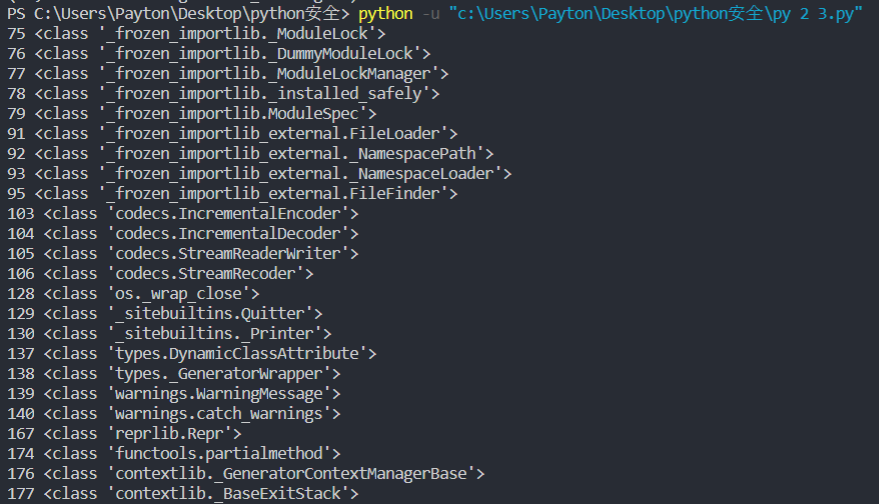 PS C:\Users\Payton\Desktop\python安全> python -u "c:\Users\Payton\Desktop\python安全\py 2 3.py"
75 <class '_frozen_importlib._ModuleLock'>
76 <class '_frozen_importlib._DummyModuleLock'>
77 <class '_frozen_importlib._ModuleLockManager'>
78 <class '_frozen_importlib._installed_safely'>
79 <class '_frozen_importlib.ModuleSpec'>
91 <class '_frozen_importlib_external.FileLoader'>
92 <class '_frozen_importlib_external._NamespacePath'>
93 <class '_frozen_importlib_external._NamespaceLoader'>
95 <class '_frozen_importlib_external.FileFinder'>
103 <class 'codecs.IncrementalEncoder'>
104 <class 'codecs.IncrementalDecoder'>
105 <class 'codecs.StreamReaderWriter'>
106 <class 'codecs.StreamRecoder'>
128 <class 'os._wrap_close'>
129 <class '_sitebuiltins.Quitter'>
130 <class '_sitebuiltins._Printer'>
137 <class 'types.DynamicClassAttribute'>
138 <class 'types._GeneratorWrapper'>
139 <class 'warnings.WarningMessage'>
140 <class 'warnings.catch_warnings'>
167 <class 'reprlib.Repr'>
174 <class 'functools.partialmethod'>
176 <class 'contextlib._GeneratorContextManagerBase'>
177 <class 'contextlib._BaseExitStack'>